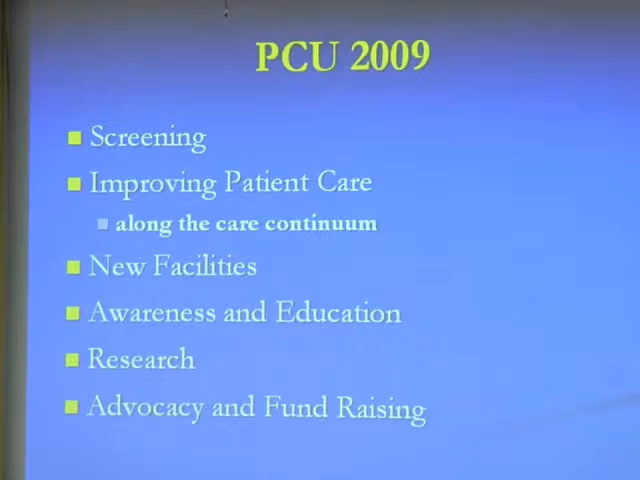 PCU 2009
Screening
Improving Patient Care
along the care continuum
New Facilities
Awareness and Education
Research
Advocacy and Fund Raising